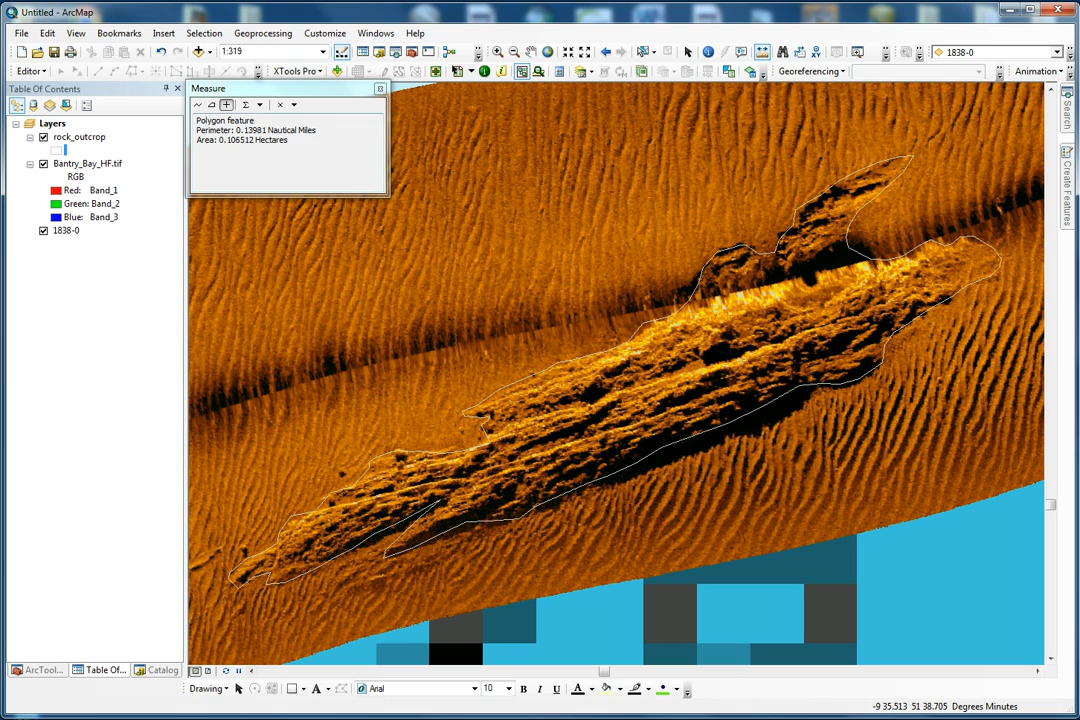 Untitled - ArcMap
File Edit View Bookmarks Insert Selection Geoprocessing Customize Windows Help
1:319
1838-0
Editor
XTools Pro
Georeferencing
Animation
Table Of Contents
Layers
rock_outcrop
Bantry_Bay_HF.tif
RGB
Red: Band_1
Green: Band_2
Blue: Band_3
1838-0
Measure
Polygon feature
Perimeter: 0.13981 Nautical Miles
Area: 0.106512 Hectares
Search
Create Features
ArcTool...
Table Of...
Catalog
Drawing
Arial
10
B I U A
-9 35.513 51 38.705 Degrees Minutes